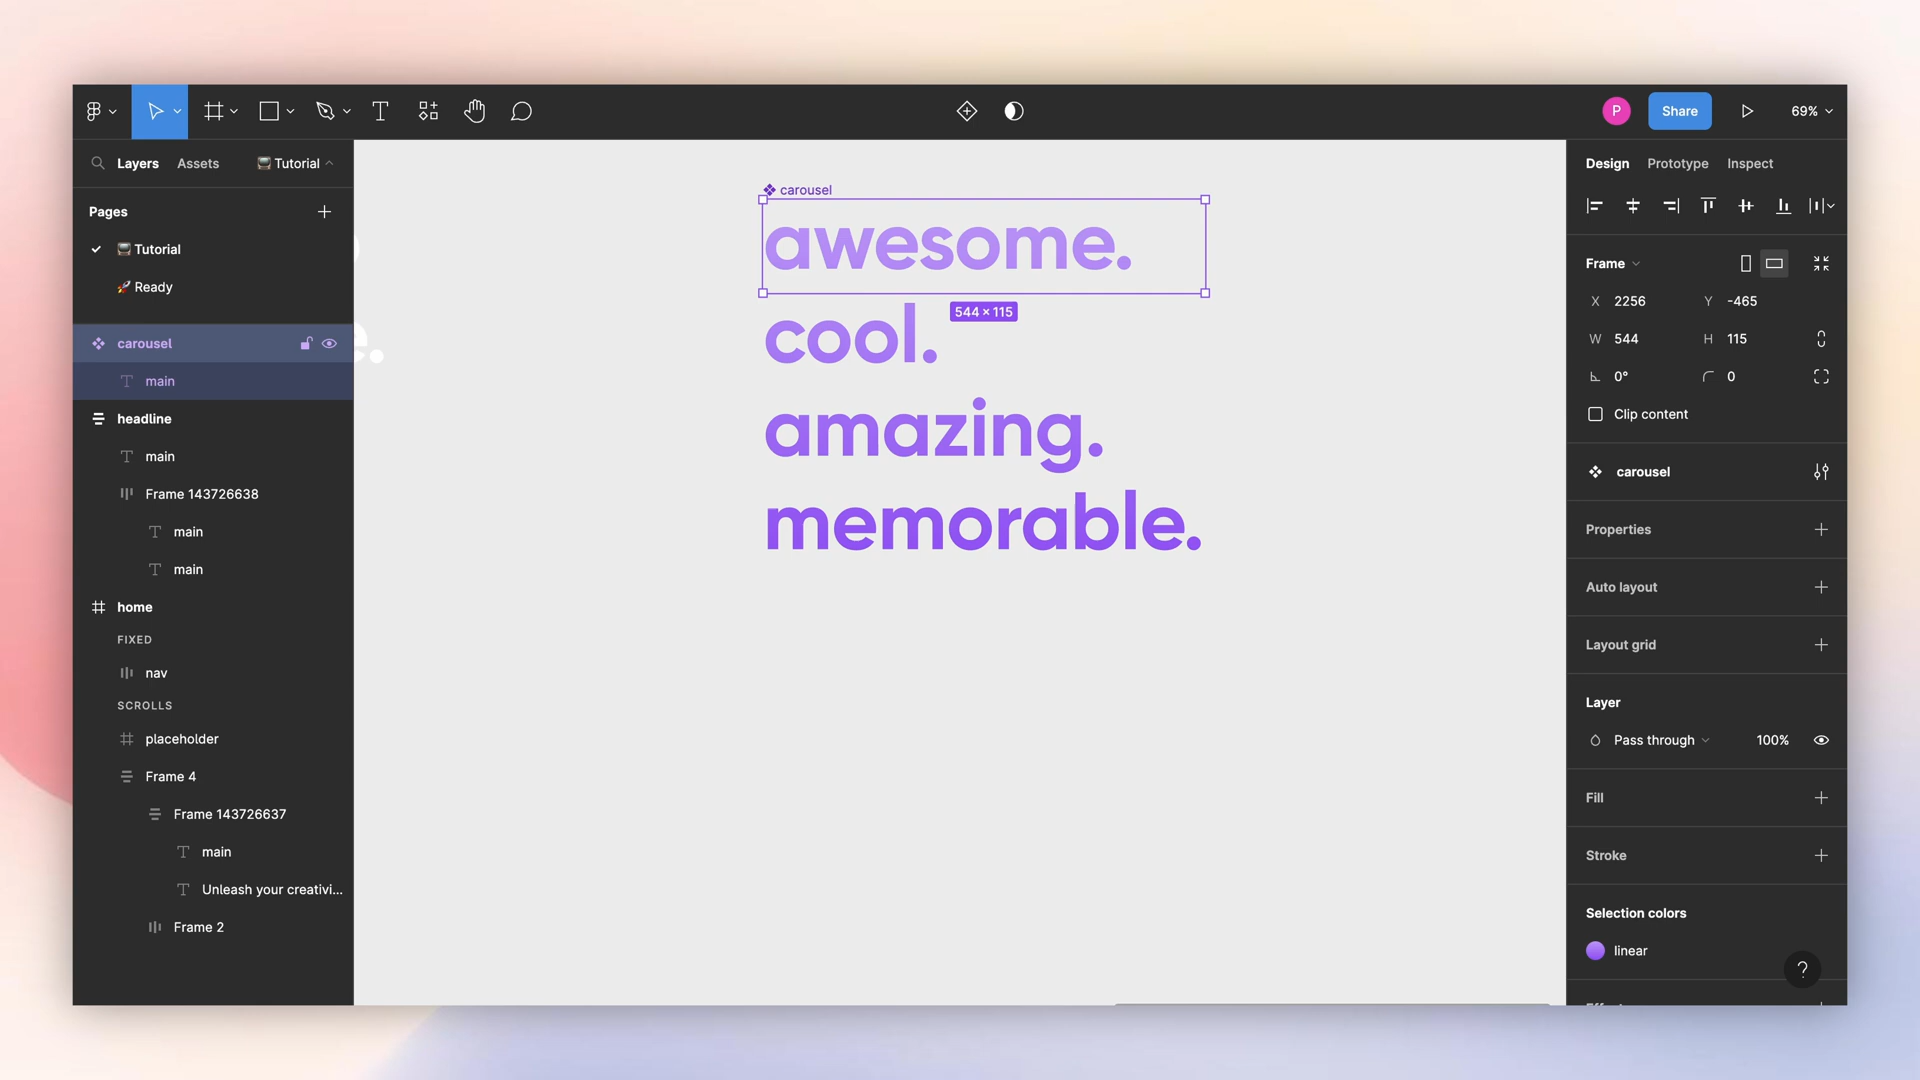 P
Share
69%
Layers
Assets
Tutorial
Pages
Tutorial
Ready
carousel
main
headline
main
Frame 143726638
main
main
home
FIXED
nav
SCROLLS
placeholder
Frame 4
Frame 143726637
main
Unleash your creativi...
Frame 2
e.
carousel
awesome.
544 × 115
cool.
amazing.
memorable.
Design
Prototype
Inspect
Frame
X 2256
Y -465
W 544
H 115
0°
0
Clip content
carousel
Properties
Auto layout
Layout grid
Layer
Pass through
100%
Fill
Stroke
Selection colors
linear
?